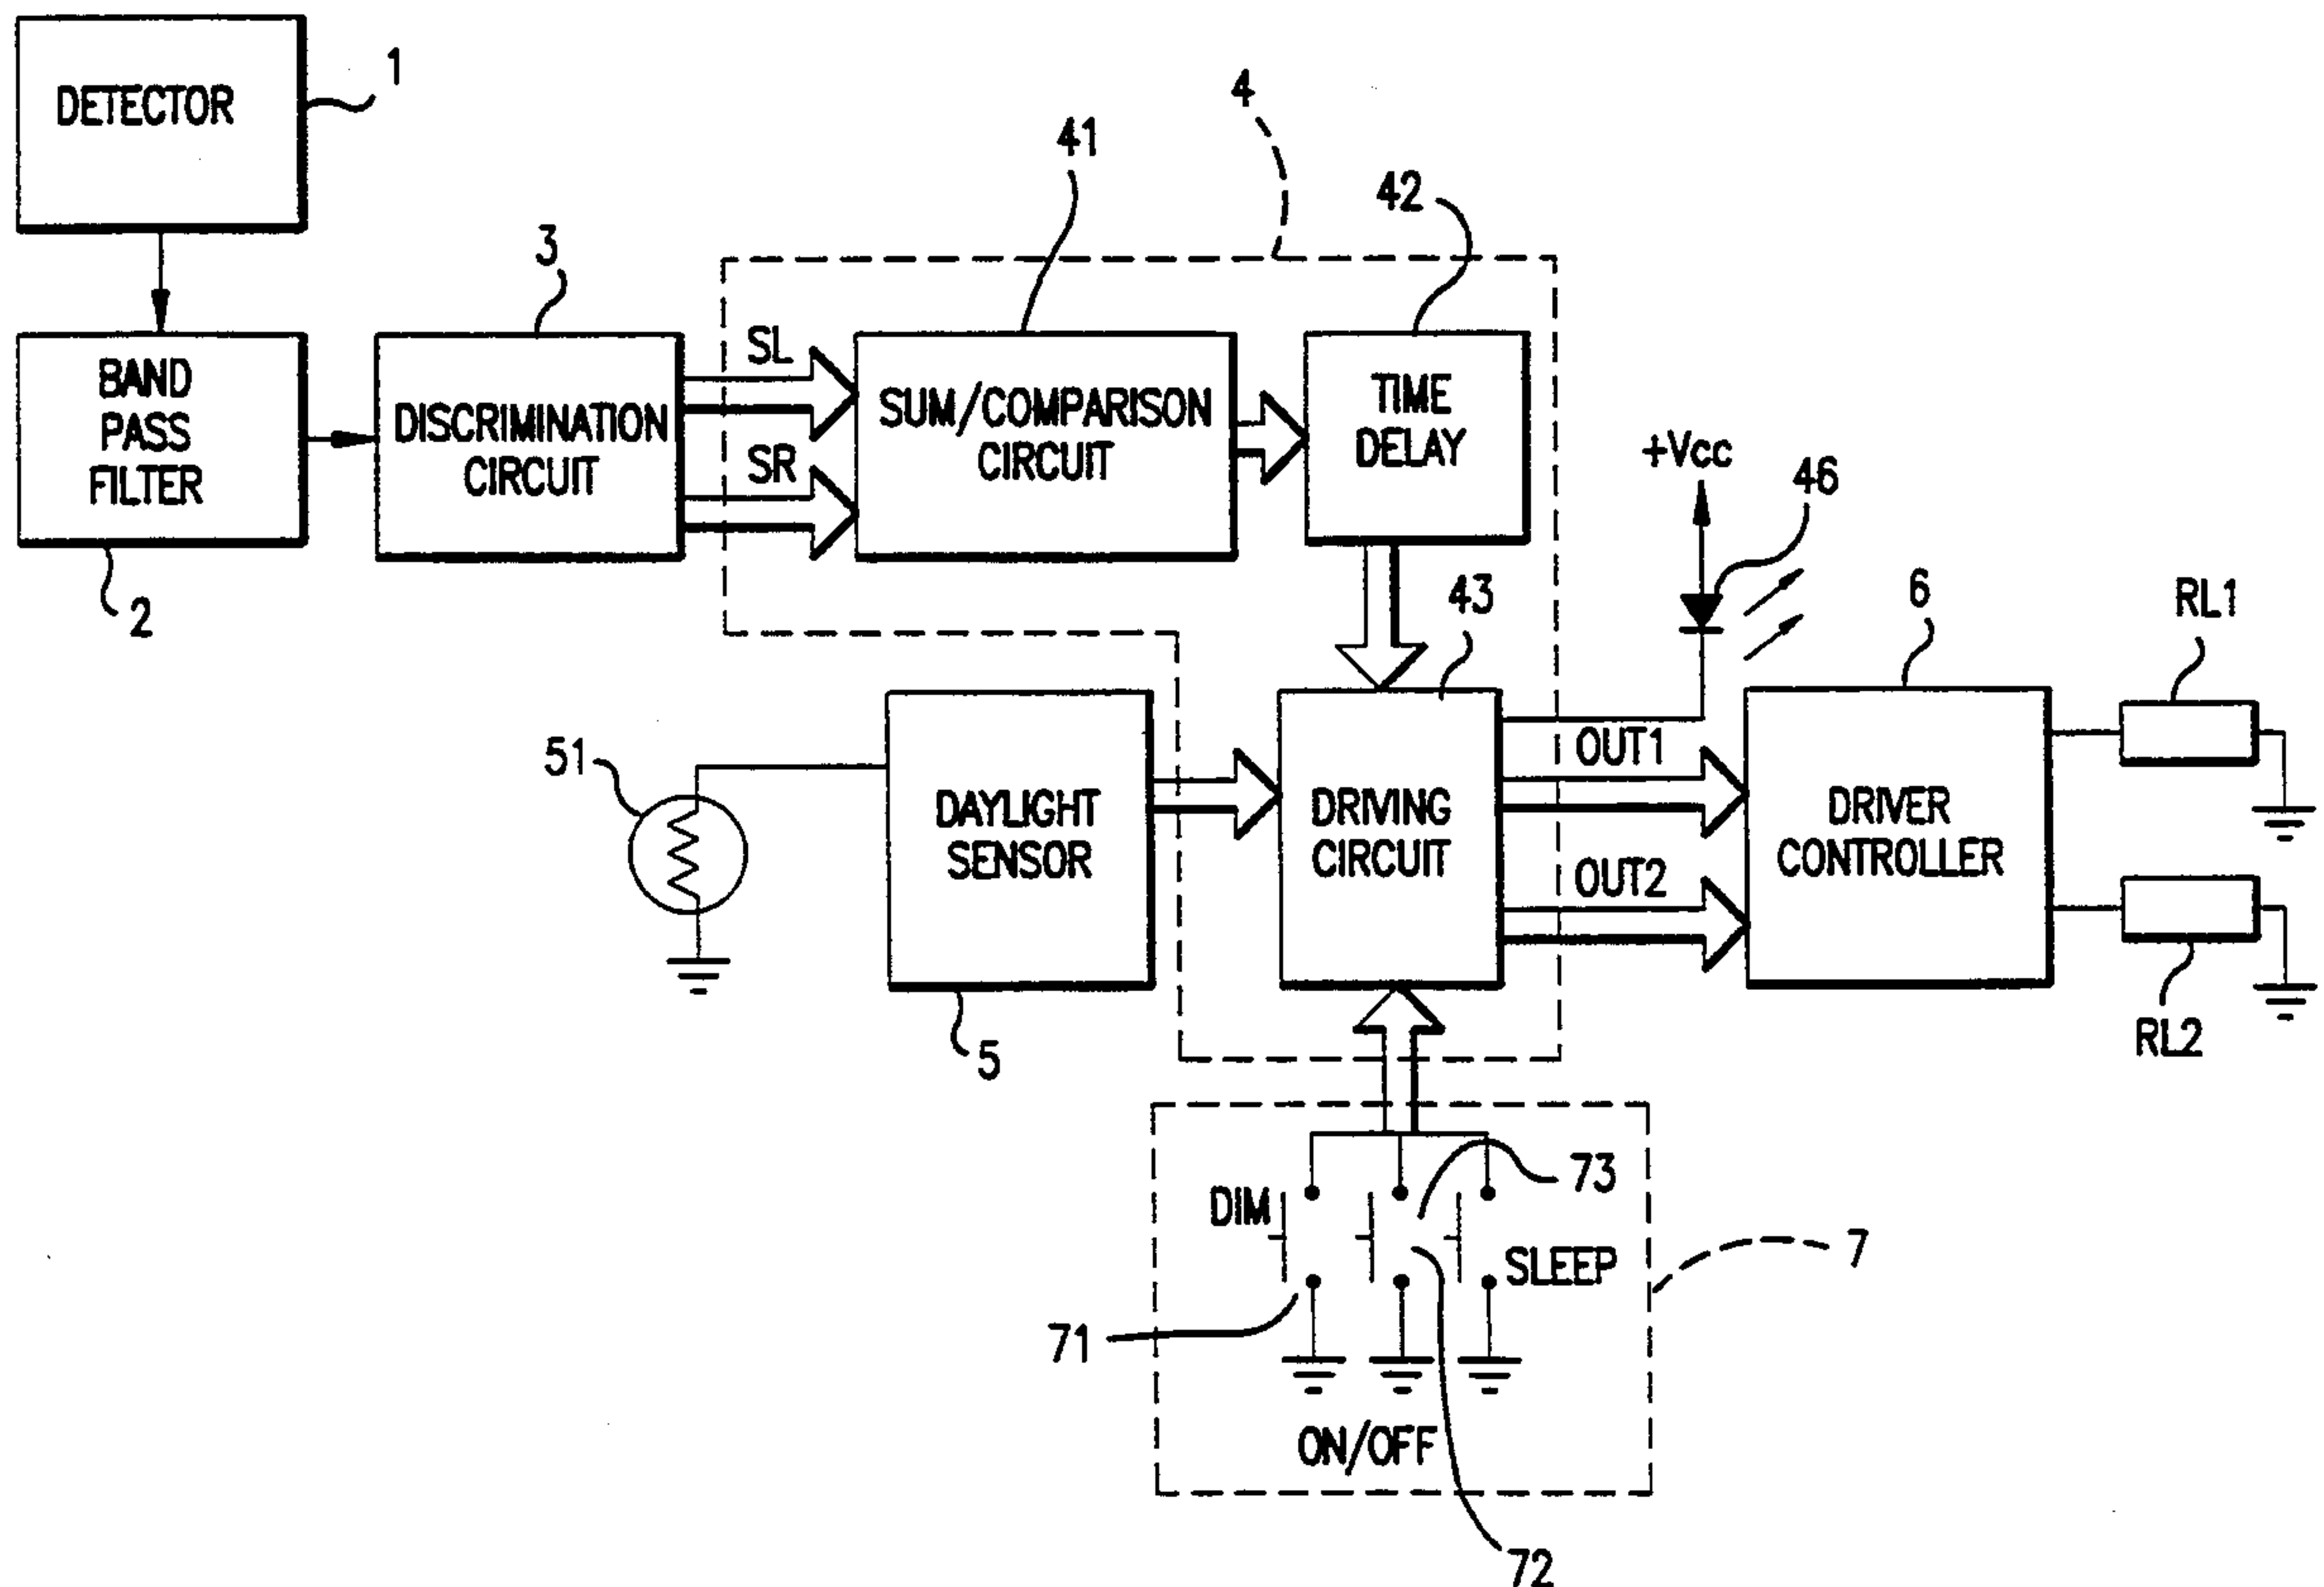 DETECTOR
1
4
41
42
3
SL
SR
BAND
PASS
FILTER
2
DISCRIMINATION
CIRCUIT
SUM/COMPARISON
CIRCUIT
TIME
DELAY
+Vcc
46
43
6
RL1
51
DAYLIGHT
SENSOR
5
DRIVING
CIRCUIT
OUT1
OUT2
DRIVER
CONTROLLER
RL2
DIM
73
SLEEP
7
71
ON/OFF
72